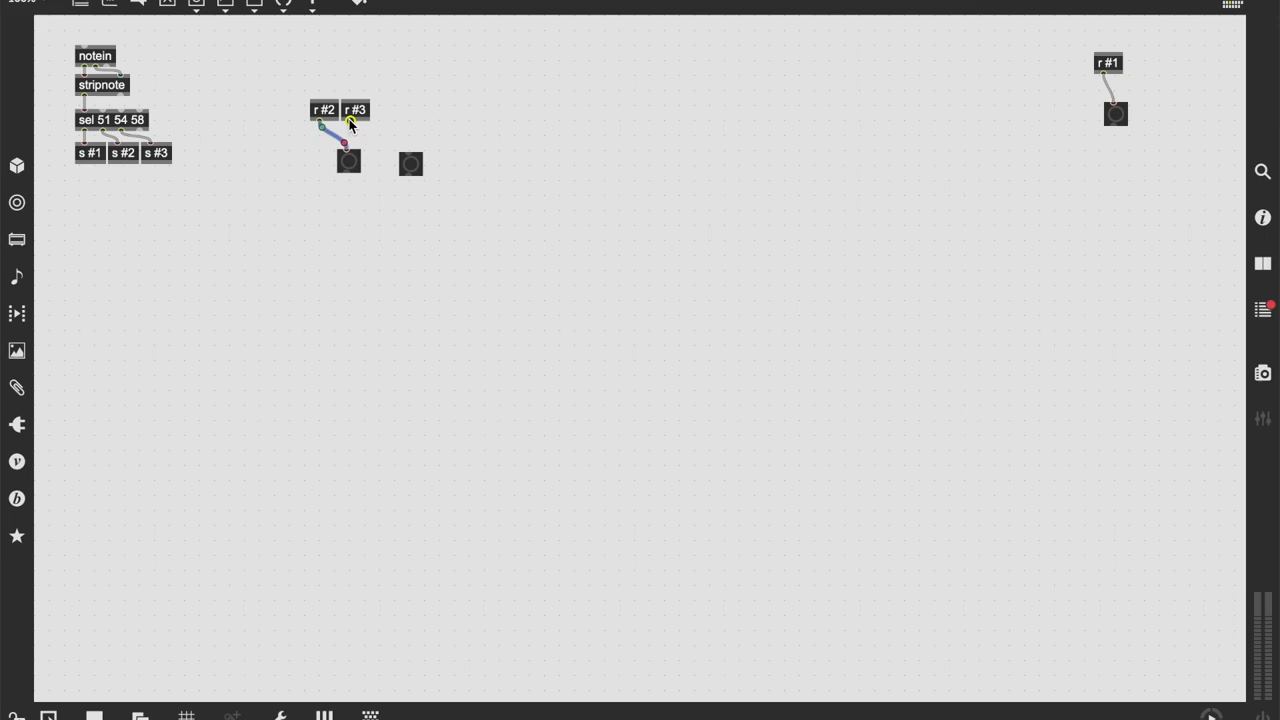 notein
stripnote
sel 51 54 58
s #1 s #2 s #3
r #2 r #3
r #1